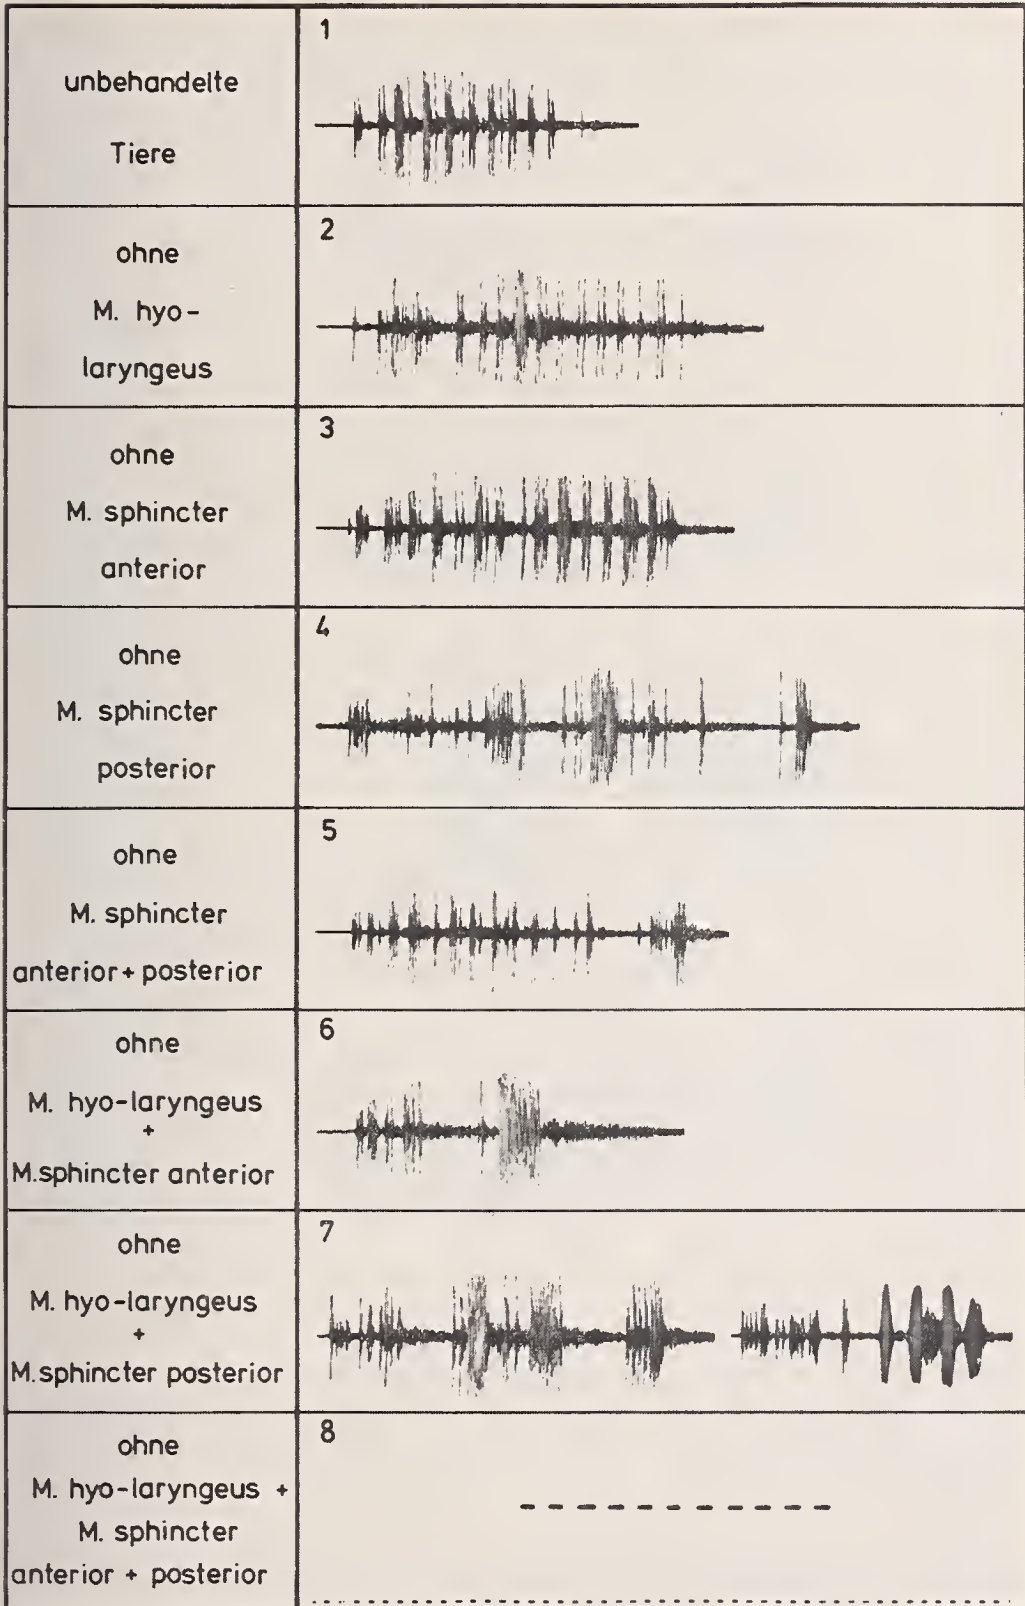 unbehandelte
Tiere
1
ohne
M. hyo-
laryngeus
2
ohne
M. sphincter
anterior
3
ohne
M. sphincter
posterior
4
ohne
M. sphincter
anterior + posterior
5
ohne
M. hyo-laryngeus
+
M. sphincter anterior
6
ohne
M. hyo-laryngeus
+
M. sphincter posterior
7
ohne
M. hyo-laryngeus +
M. sphincter
anterior + posterior
8